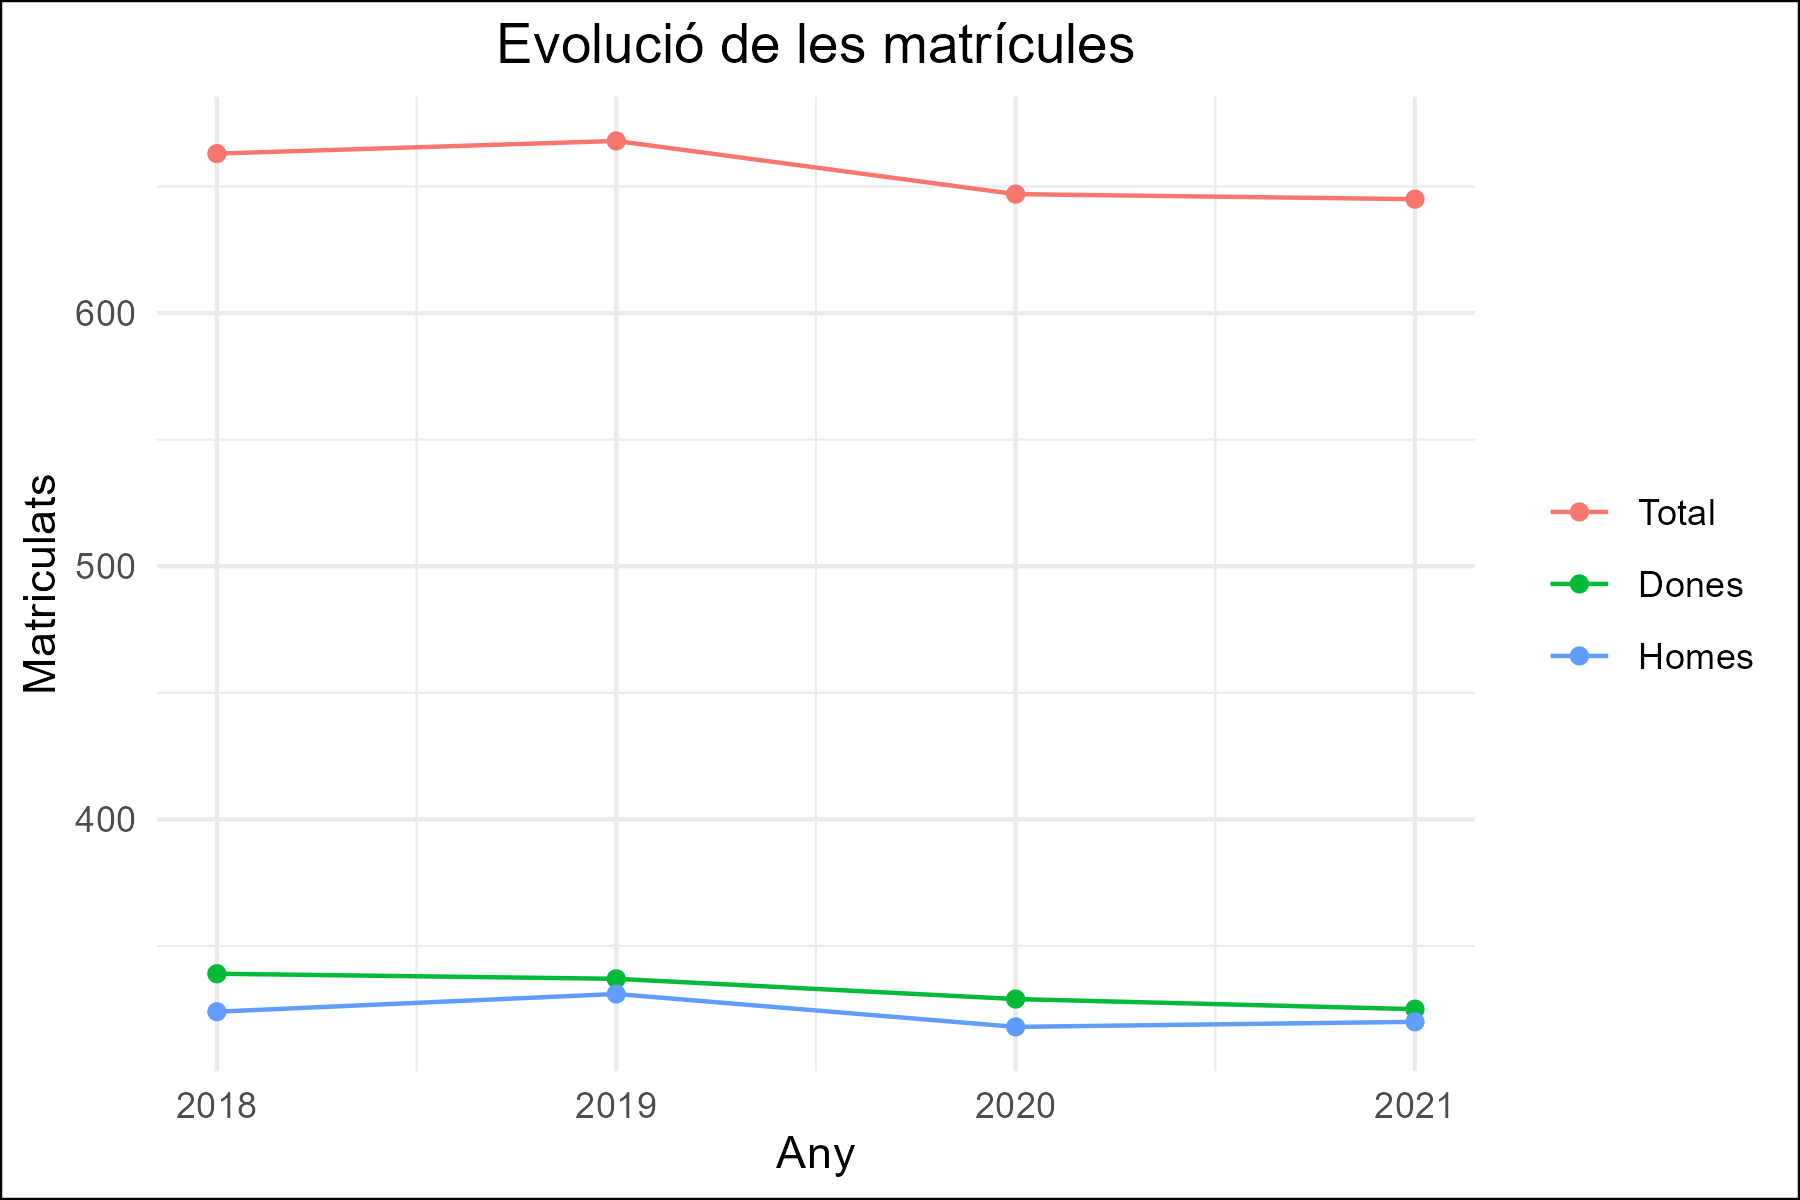 Evolució de les matrícules
Matriculats
600
500
400
2018 2019 2020 2021
Any
Total
Dones
Homes